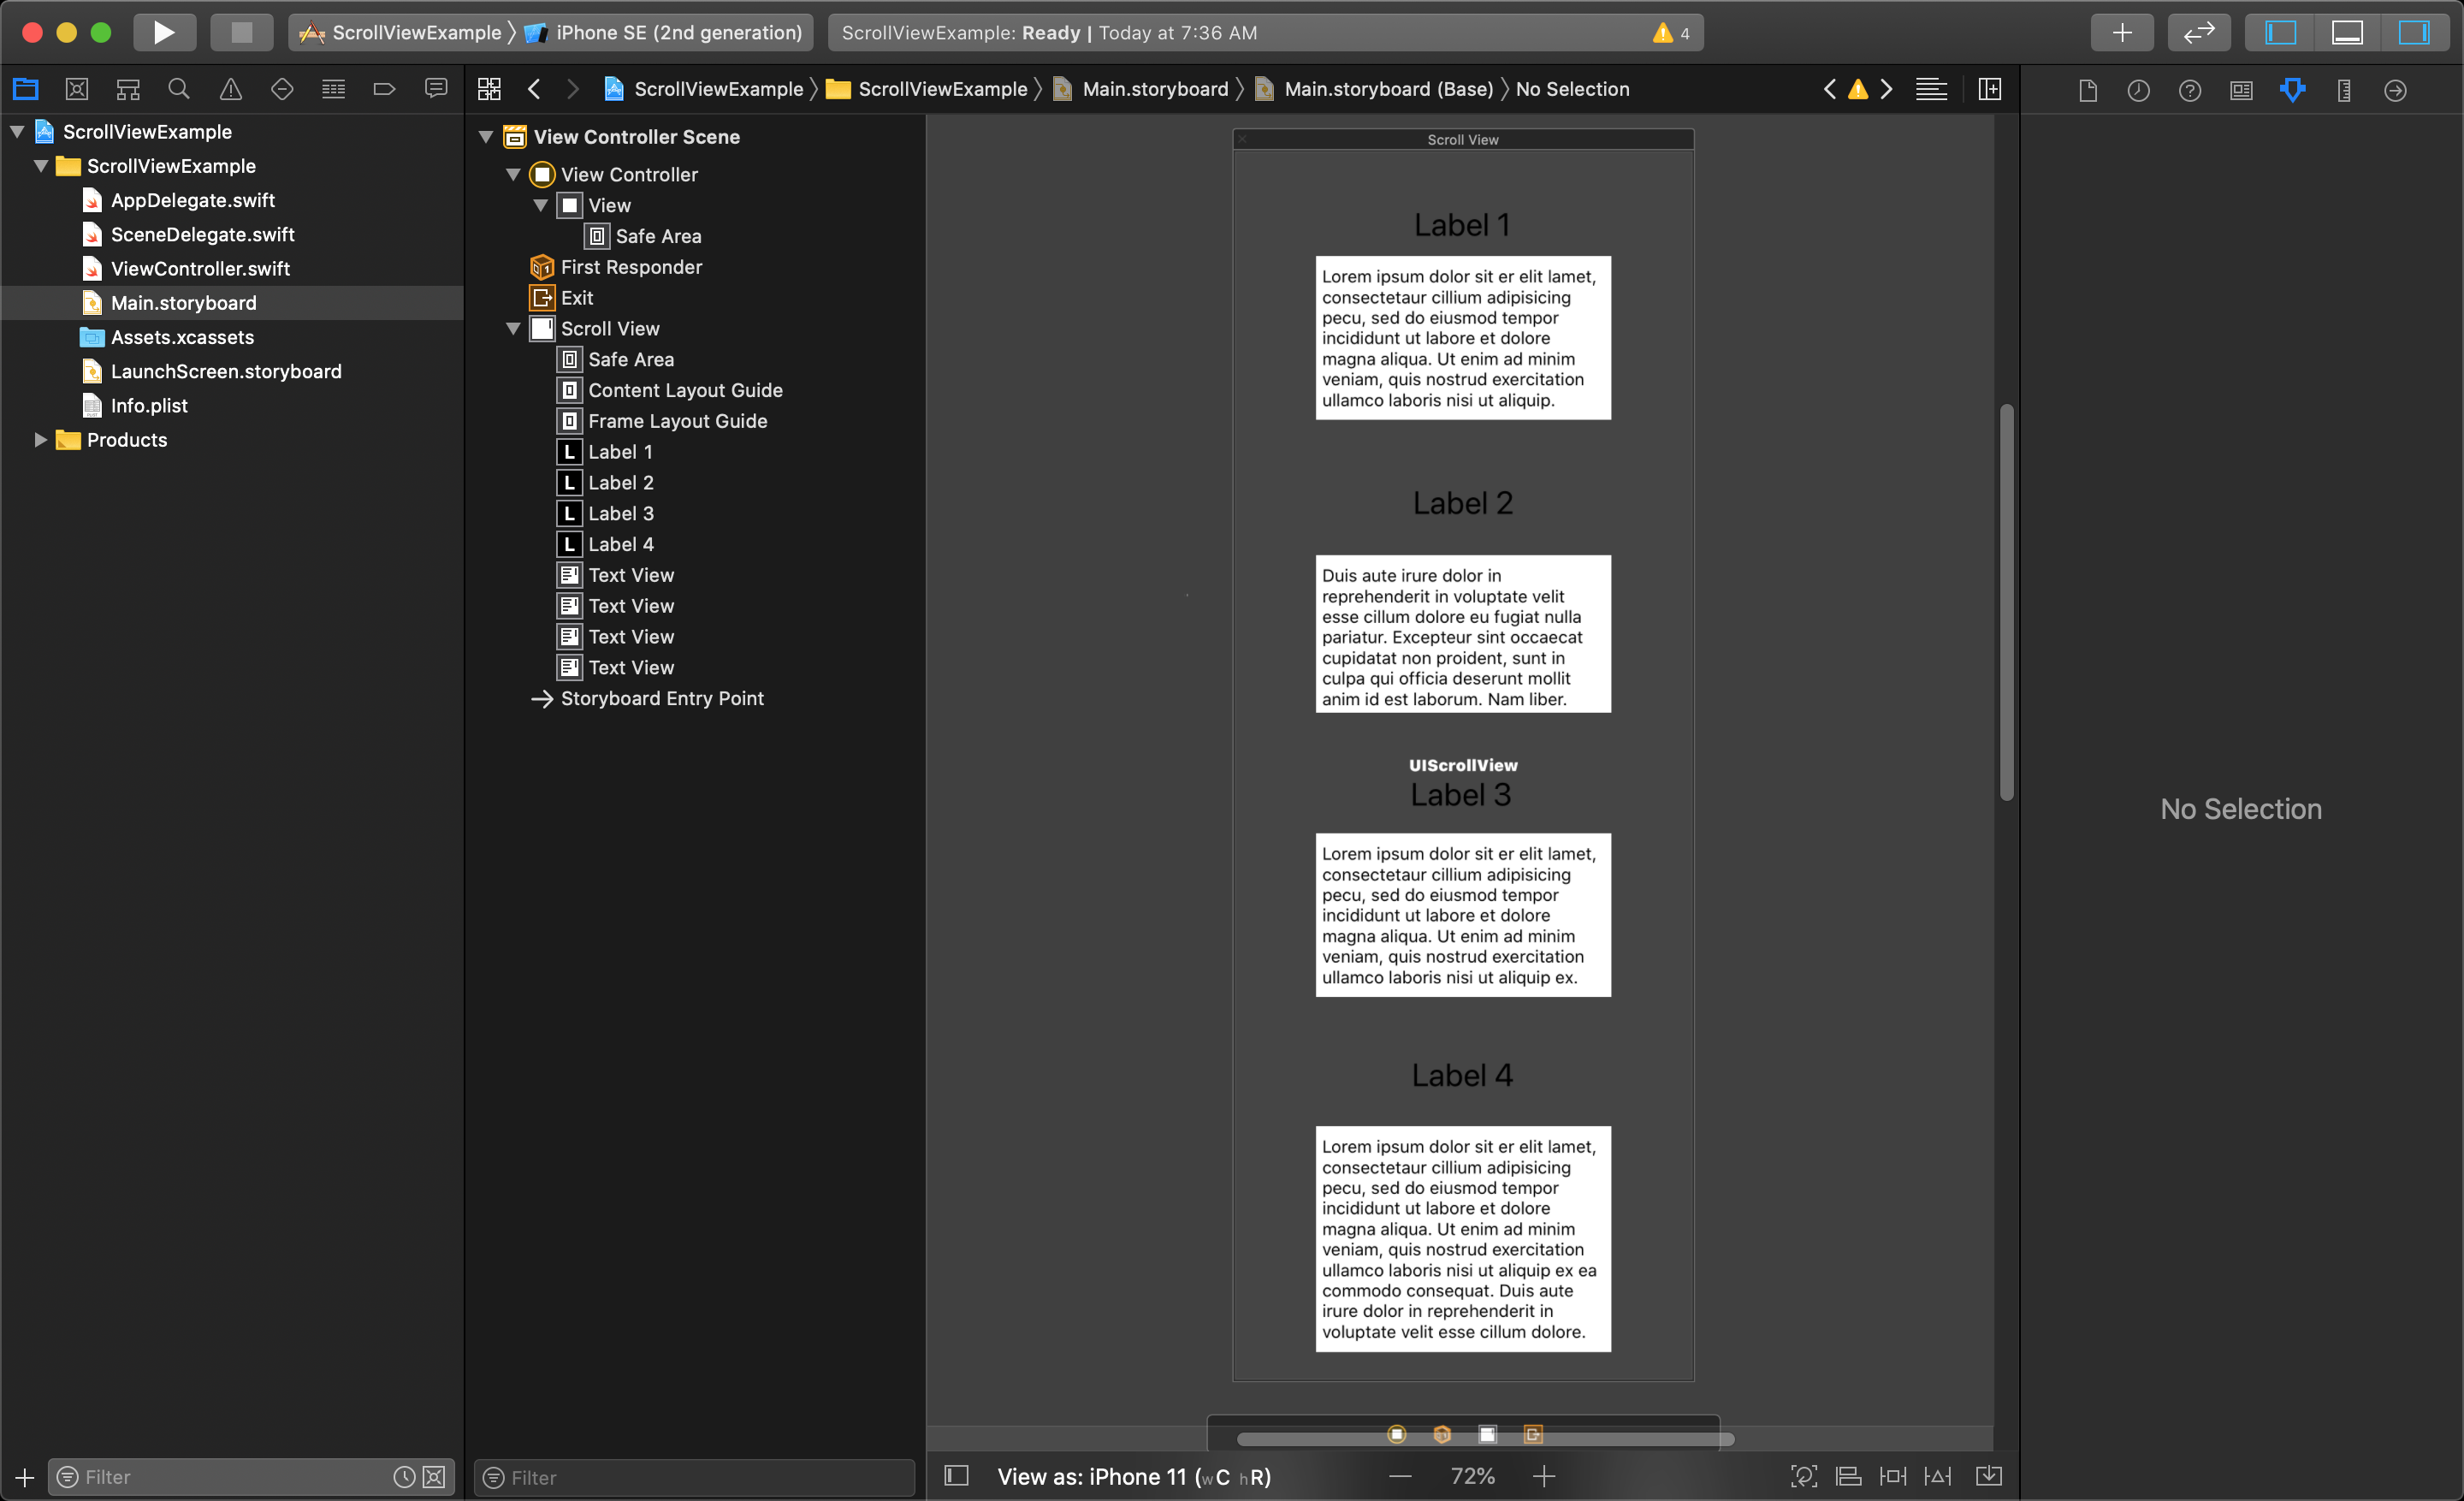 ScrollViewExample 〉 iPhone SE (2nd generation)
ScrollViewExample: Ready | Today at 7:36 AM
4
ScrollViewExample 〉 ScrollViewExample 〉 Main.storyboard 〉 Main.storyboard (Base) 〉 No Selection
ScrollViewExample
ScrollViewExample
AppDelegate.swift
SceneDelegate.swift
ViewController.swift
Main.storyboard
Assets.xcassets
LaunchScreen.storyboard
Info.plist
Products
Filter
View Controller Scene
View Controller
View
Safe Area
First Responder
Exit
Scroll View
Safe Area
Content Layout Guide
Frame Layout Guide
L Label 1
L Label 2
L Label 3
L Label 4
Text View
Text View
Text View
Text View
Storyboard Entry Point
Filter
Scroll View
Label 1
Lorem ipsum dolor sit er elit lamet,
consectetaur cillium adipisicing
pecu, sed do eiusmod tempor
incididunt ut labore et dolore
magna aliqua. Ut enim ad minim
veniam, quis nostrud exercitation
ullamco laboris nisi ut aliquip.
Label 2
Duis aute irure dolor in
reprehenderit in voluptate velit
esse cillum dolore eu fugiat nulla
pariatur. Excepteur sint occaecat
cupidatat non proident, sunt in
culpa qui officia deserunt mollit
anim id est laborum. Nam liber.
UIScrollView
Label 3
Lorem ipsum dolor sit er elit lamet,
consectetaur cillium adipisicing
pecu, sed do eiusmod tempor
incididunt ut labore et dolore
magna aliqua. Ut enim ad minim
veniam, quis nostrud exercitation
ullamco laboris nisi ut aliquip ex.
Label 4
Lorem ipsum dolor sit er elit lamet,
consectetaur cillium adipisicing
pecu, sed do eiusmod tempor
incididunt ut labore et dolore
magna aliqua. Ut enim ad minim
veniam, quis nostrud exercitation
ullamco laboris nisi ut aliquip ex ea
commodo consequat. Duis aute
irure dolor in reprehenderit in
voluptate velit esse cillum dolore.
View as: iPhone 11 (wC hR)
72%
No Selection